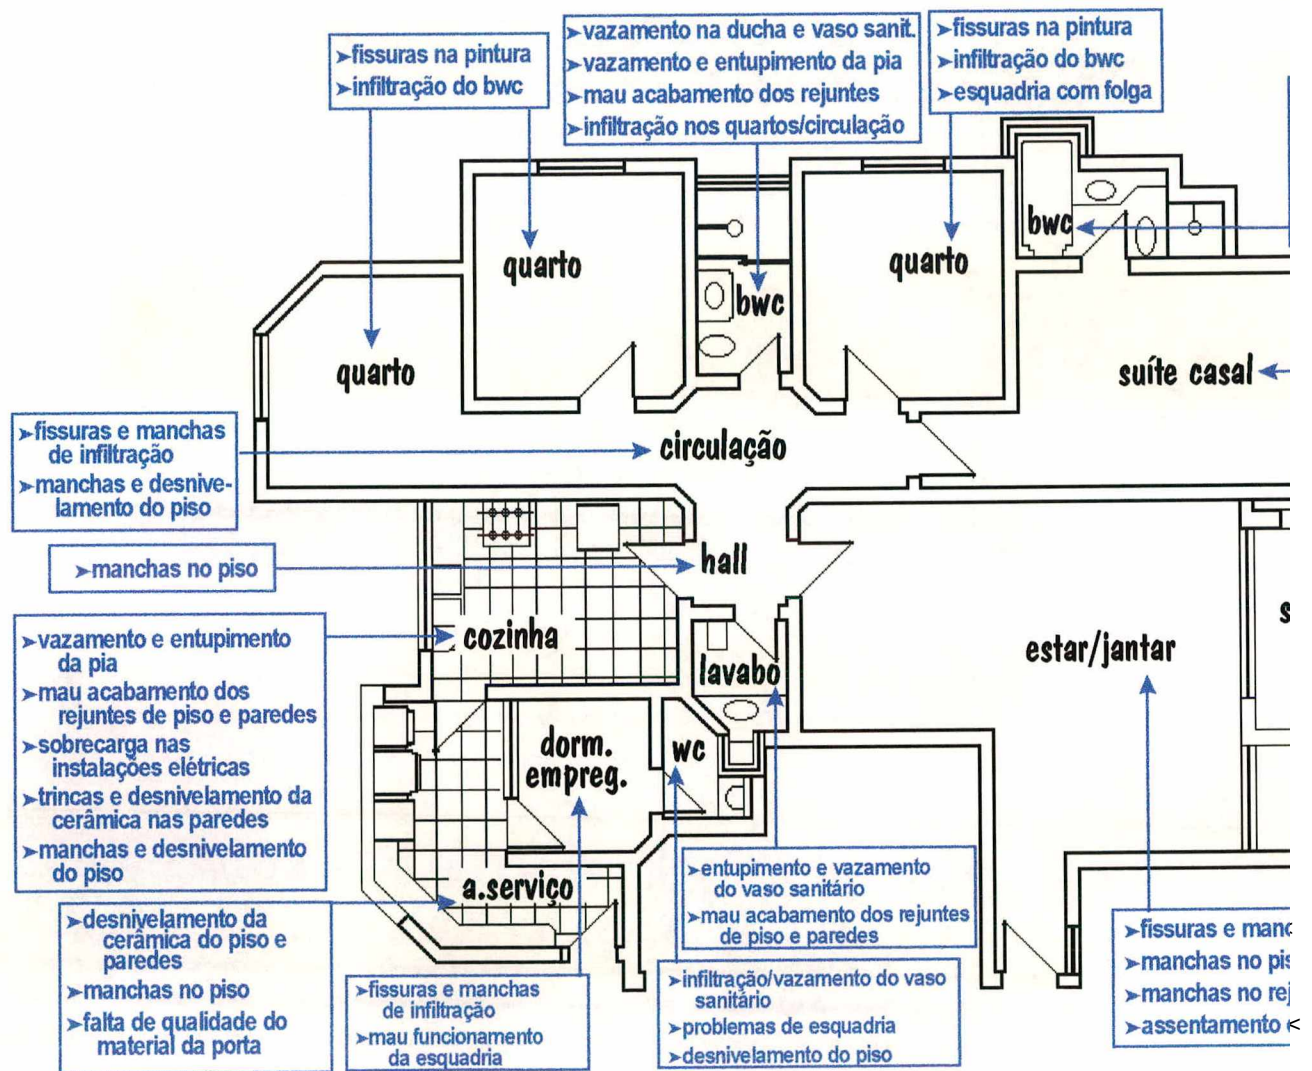 ➤fissuras na pintura
➤infiltração do bwc
➤vazamento na ducha e vaso sanit.
➤vazamento e entupimento da pia
➤mau acabamento dos rejuntes
➤infiltração nos quartos/circulação
➤fissuras na pintura
➤infiltração do bwc
➤esquadria com folga
quarto
bwc
quarto
bwc
quarto
suíte casal
➤fissuras e manchas
de infiltração
➤manchas e desnive-
lamento do piso
circulação
➤manchas no piso
hall
➤vazamento e entupimento
da pia
➤mau acabamento dos
rejuntes de piso e paredes
➤sobrecarga nas
instalações elétricas
➤trincas e desnivelamento da
cerâmica nas paredes
➤manchas e desnivelamento
do piso
cozinha
lavabo
estar/jantar
s
dorm.
empreg.
wc
a.serviço
➤desnivelamento da
cerâmica do piso e
paredes
➤manchas no piso
➤falta de qualidade do
material da porta
➤fissuras e manchas
de infiltração
➤mau funcionamento
da esquadria
➤entupimento e vazamento
do vaso sanitário
➤mau acabamento dos rejuntes
de piso e paredes
➤infiltração/vazamento do vaso
sanitário
➤problemas de esquadria
➤desnivelamento do piso
➤fissuras e
➤manchas no
➤manchas no
➤assentamento